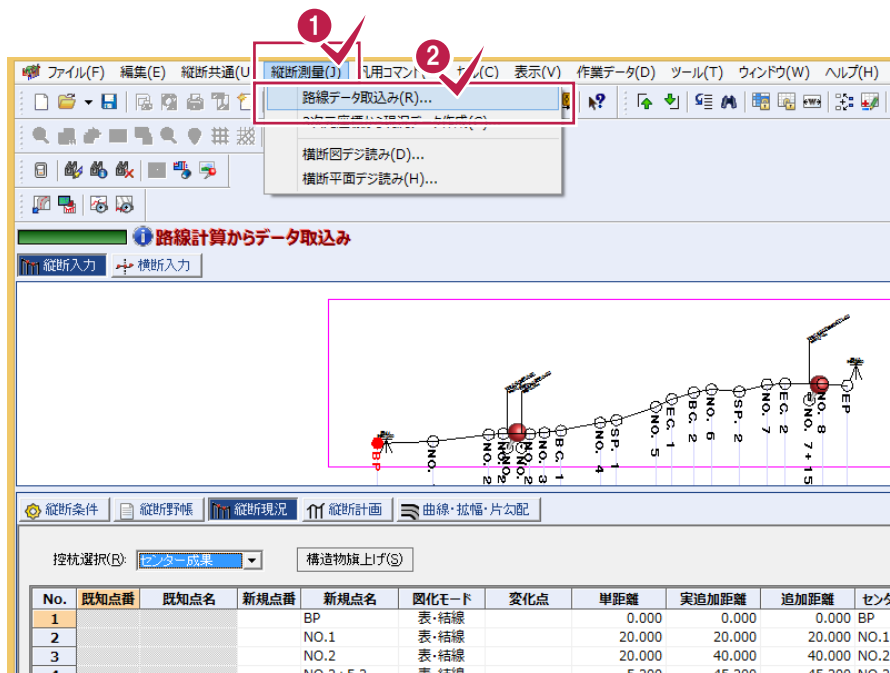 1
2
ファイル(F) 編集(E) 縦断共通(U 縦断測量(J) 汎用コマンド (C) 表示(V) 作業データ(D) ツール(T) ウィンドウ(W) ヘルプ(H)
路線データ取込み(R)...
横断図デジ読み(D)...
横断平面デジ読み(H)...
路線計算からデータ取込み
縦断入力 横断入力
BP NO. NO. 2 NO. 2 NO. 2 NO. 3 BC. 1 NO. 4 SP. 1 NO. 5 EC. 1 BC. 2 NO. 6 SP. 2 NO. 7 EC. 2 NO. 7+15 NO. 8 EP
縦断条件 縦断野帳 縦断現況 縦断計画 曲線・拡幅・片勾配
控杭選択(R): センター成果 構造物旗上げ(S)
No. 既知点番 既知点名 新規点番 新規点名 図化モード 変化点 単距離 実追加距離 追加距離 センタ
1 BP 表・結線 0.000 0.000 0.000 BP
2 NO.1 表・結線 20.000 20.000 20.000 NO.1
3 NO.2 表・結線 20.000 40.000 40.000 NO.2